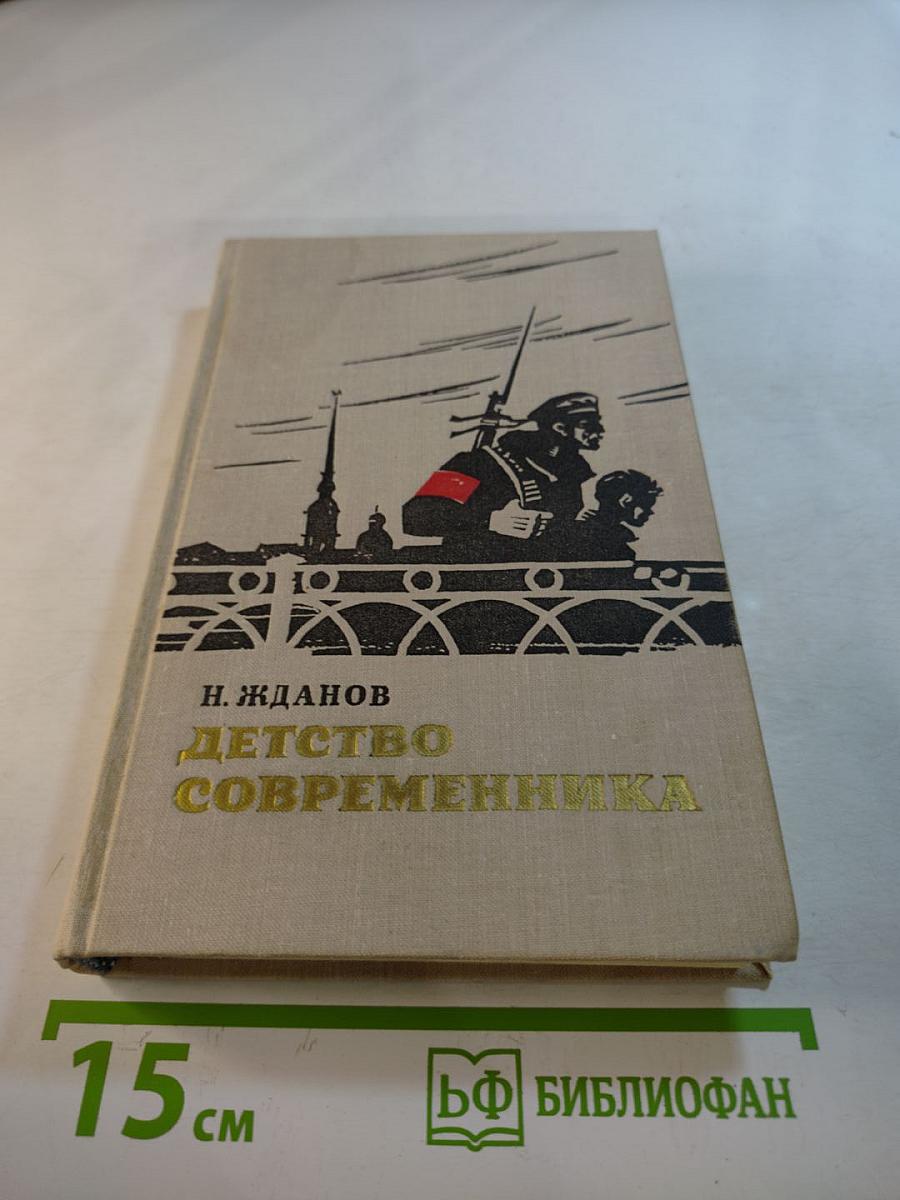 Н. ЖДАНОВ
ДЕТСТВО
СОВРЕМЕННИКА
15 см
ЬФ БИБЛИОФАН